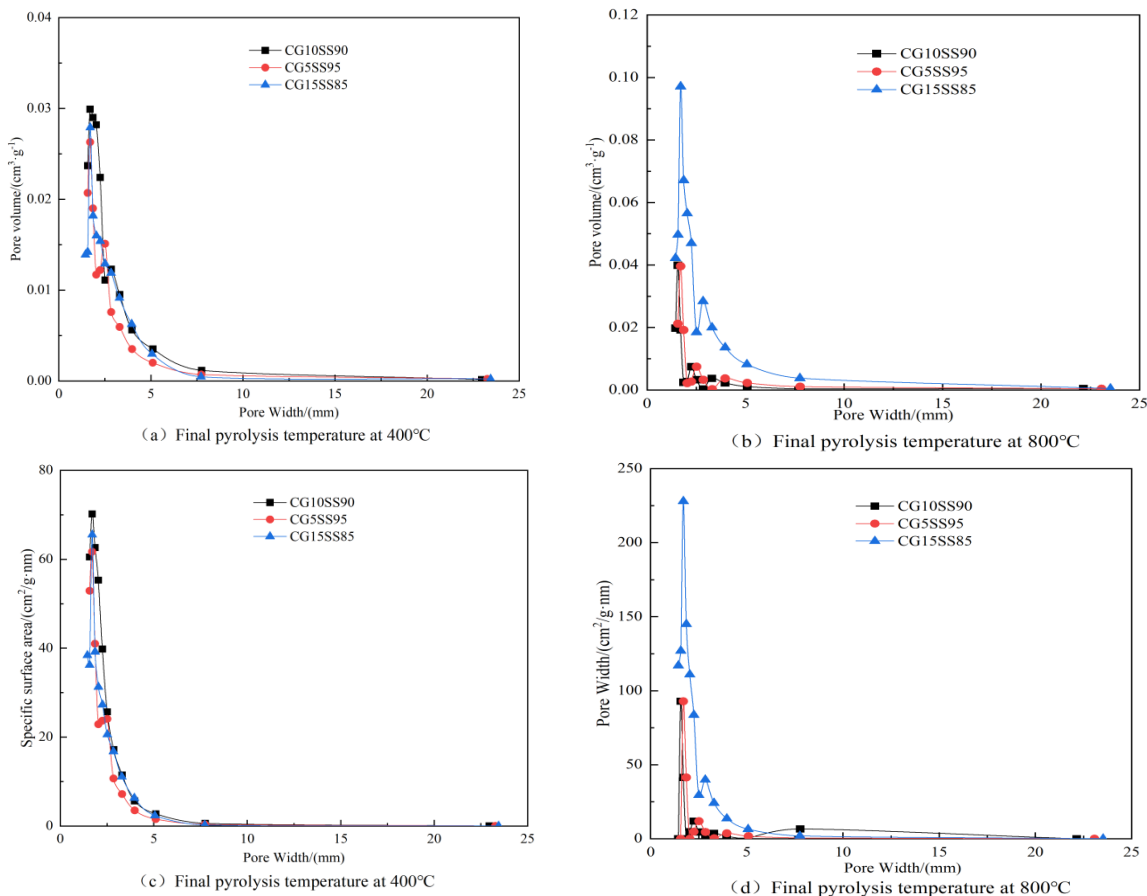 0.04
0.03
0.02
0.01
0.00
Pore volume/(cm³·g⁻¹)
CG10SS90
CG5SS95
CG15SS85
0 5 10 15 20 25
Pore Width/(mm)
（a）Final pyrolysis temperature at 400℃
0.12
0.10
0.08
0.06
0.04
0.02
0.00
Pore volume/(cm³·g⁻¹)
CG10SS90
CG5SS95
CG15SS85
0 5 10 15 20 25
Pore Width/(mm)
（b）Final pyrolysis temperature at 800℃
80
60
40
20
0
Specific surface area/(cm²/g·nm)
CG10SS90
CG5SS95
CG15SS85
0 5 10 15 20 25
Pore Width/(mm)
（c）Final pyrolysis temperature at 400℃
250
200
150
100
50
0
Pore Width/(cm²/g·nm)
CG10SS90
CG5SS95
CG15SS85
0 5 10 15 20 25
Pore Width/(mm)
（d）Final pyrolysis temperature at 800℃